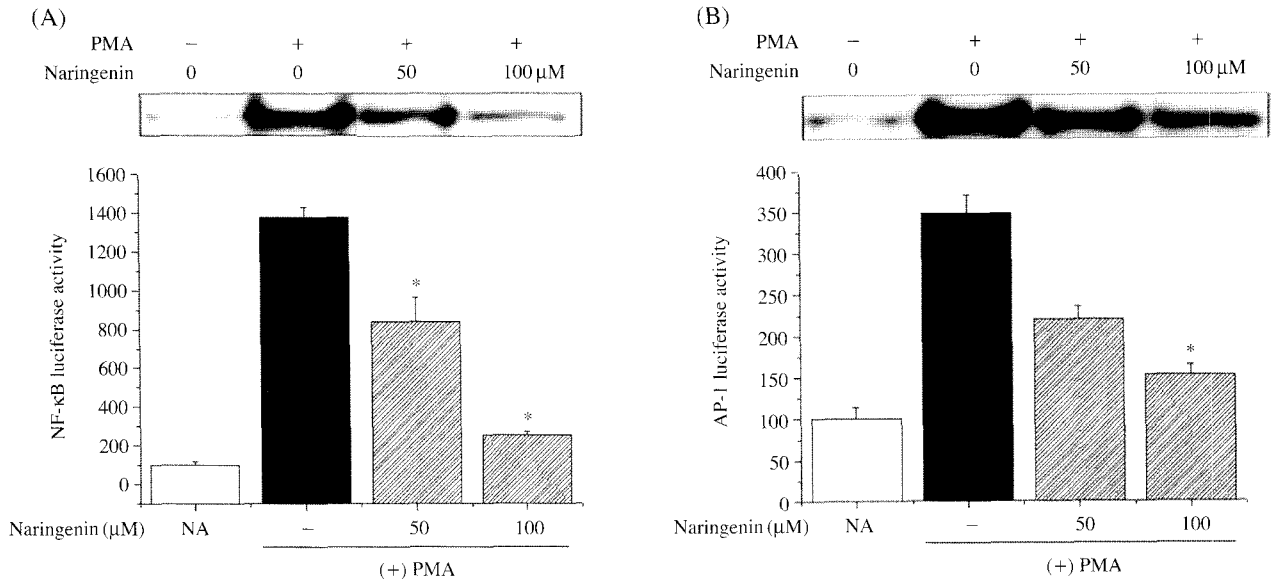 (A)
PMA − + + +
Naringenin 0 0 50 100 μM
1600
1400
1200
1000
800
600
400
200
0
NF-κB luciferase activity
*
*
Naringenin (μM) NA − 50 100
(+) PMA
(B)
PMA − + + +
Naringenin 0 0 50 100 μM
400
350
300
250
225
150
100
50
0
AP-1 luciferase activity
*
Naringenin (μM) NA − 50 100
(+) PMA